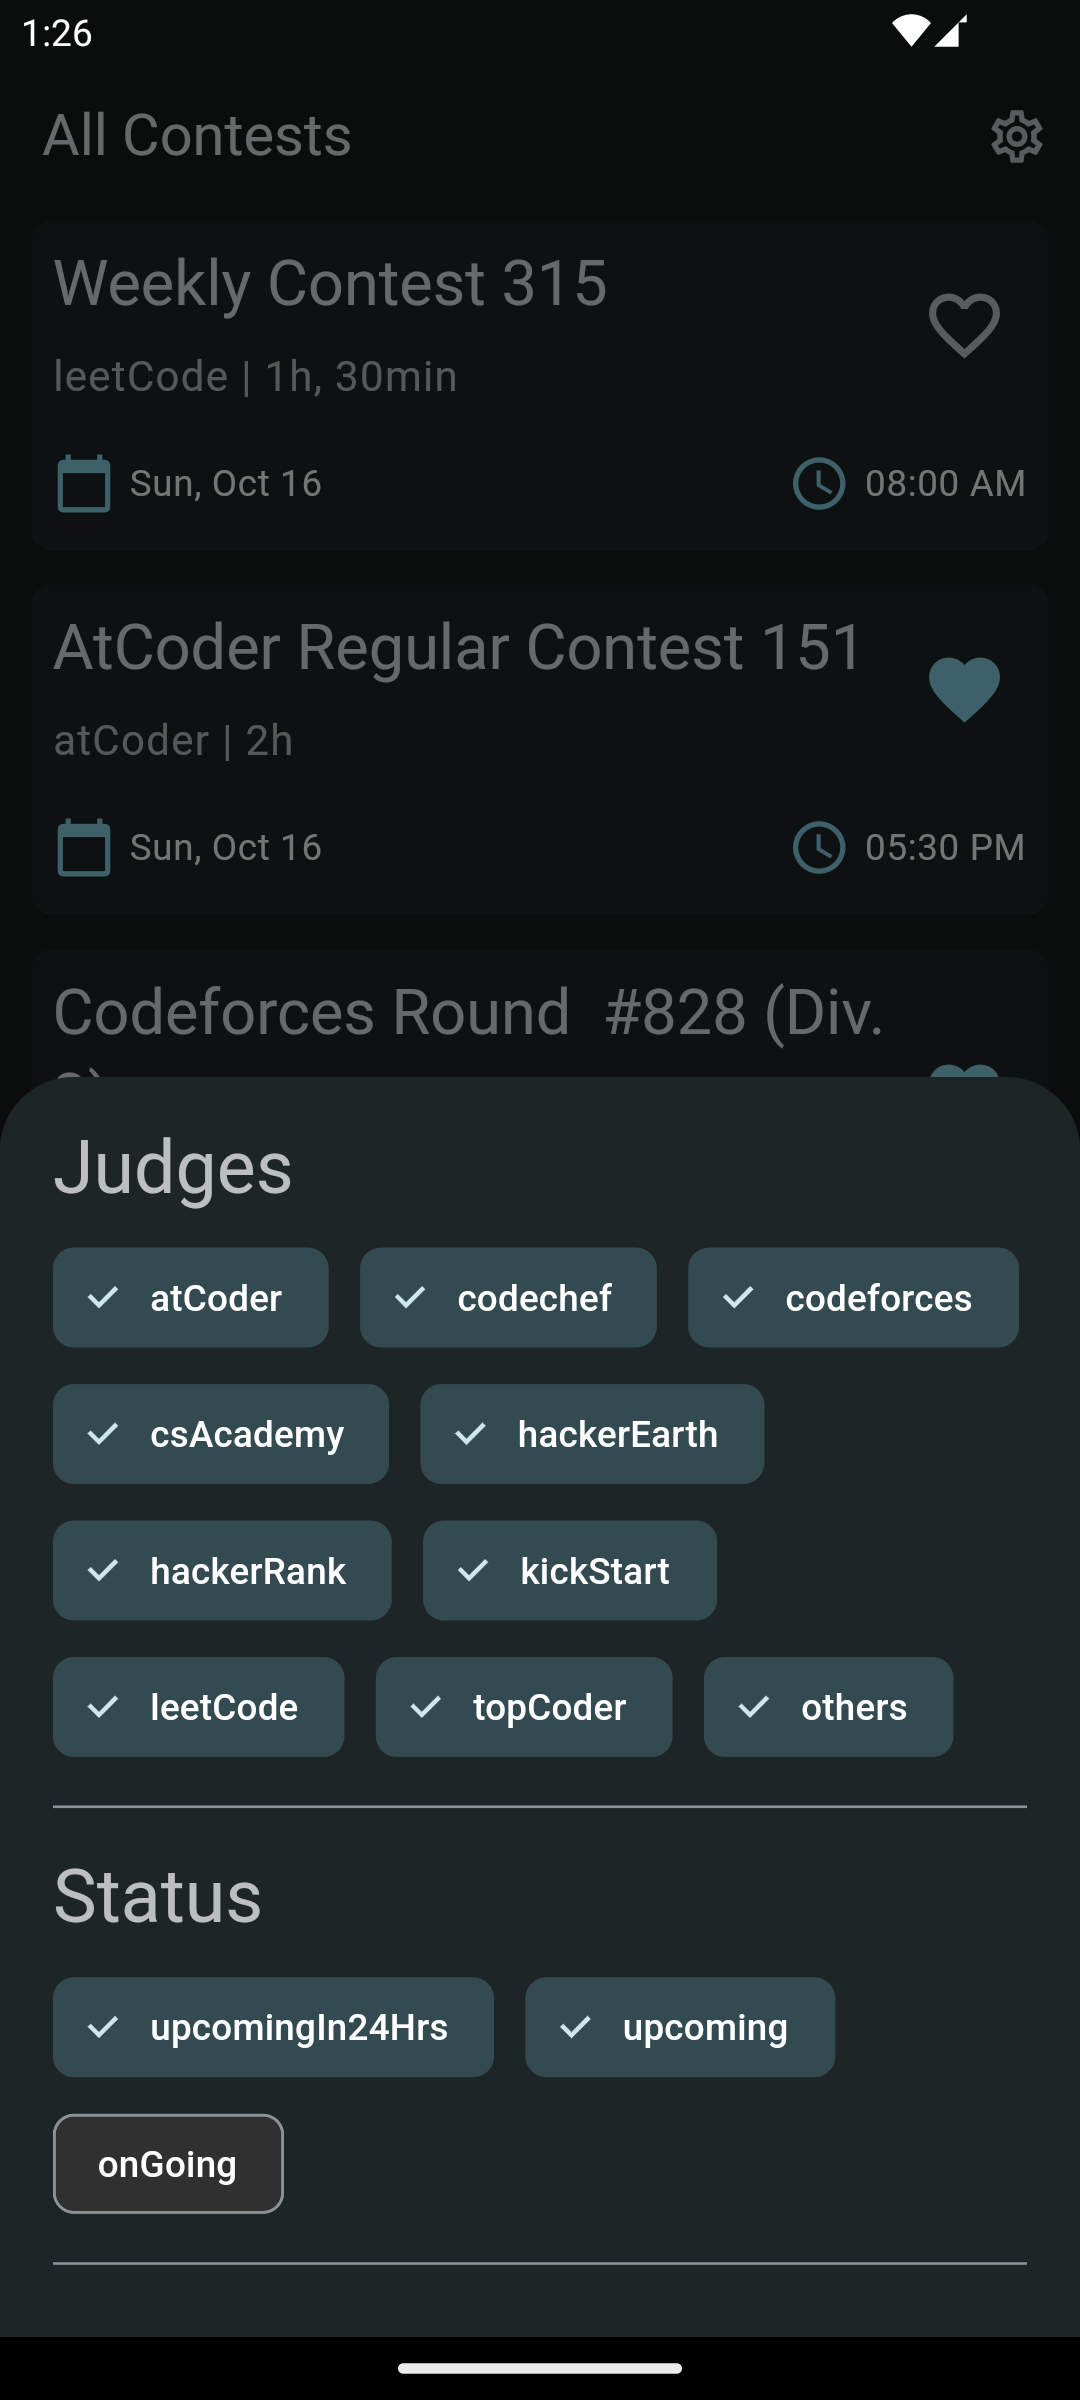 1:26
All Contests
Weekly Contest 315
leetCode | 1h, 30min
Sun, Oct 16 08:00 AM
AtCoder Regular Contest 151
atCoder | 2h
Sun, Oct 16 05:30 PM
Codeforces Round  #828 (Div.
Judges
atCoder codechef codeforces
csAcademy hackerEarth
hackerRank kickStart
leetCode topCoder others
Status
upcomingIn24Hrs upcoming
onGoing